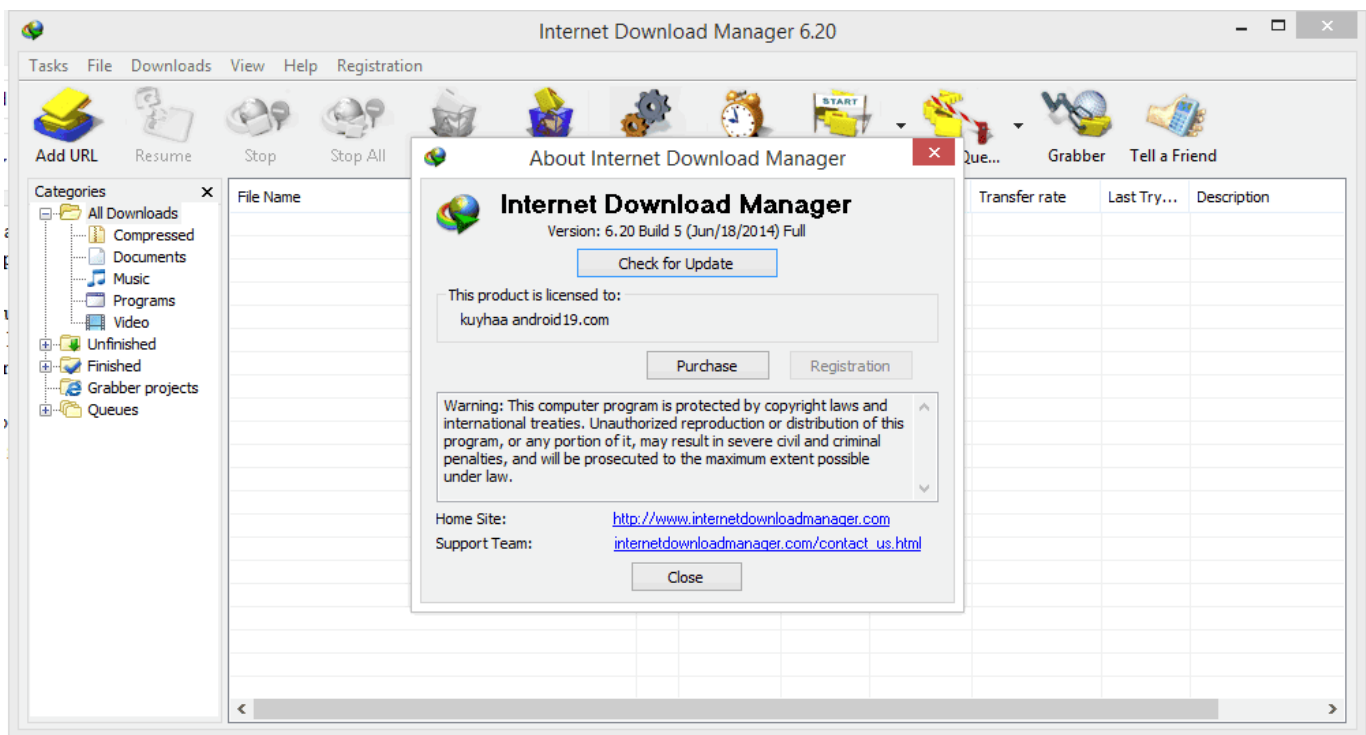 Internet Download Manager 6.20
Tasks File Downloads View Help Registration
Add URL Resume Stop Stop All Que... Grabber Tell a Friend
START
About Internet Download Manager
Categories
All Downloads
Compressed
Documents
Music
Programs
Video
Unfinished
Finished
Grabber projects
Queues
File Name Transfer rate Last Try... Description
Internet Download Manager
Version: 6.20 Build 5 (Jun/18/2014) Full
Check for Update
This product is licensed to:
kuyhaa android19.com
Purchase Registration
Warning: This computer program is protected by copyright laws and
international treaties. Unauthorized reproduction or distribution of this
program, or any portion of it, may result in severe civil and criminal
penalties, and will be prosecuted to the maximum extent possible
under law.
Home Site: http://www.internetdownloadmanager.com
Support Team: internetdownloadmanager.com/contact_us.html
Close